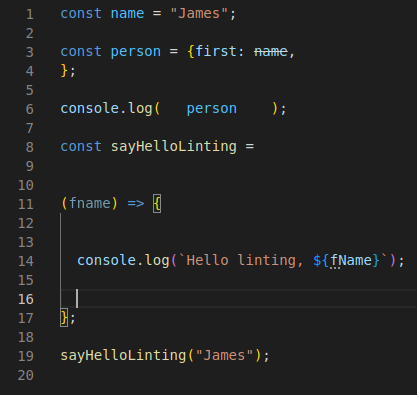 1 const name = "James";
2
3 const person = {first: name,
4 };
5
6 console.log(   person    );
7
8 const sayHelloLinting =
9
10
11 (fname) => {
12
13
14   console.log(`Hello linting, ${fName}`);
15
16
17 };
18
19 sayHelloLinting("James");
20